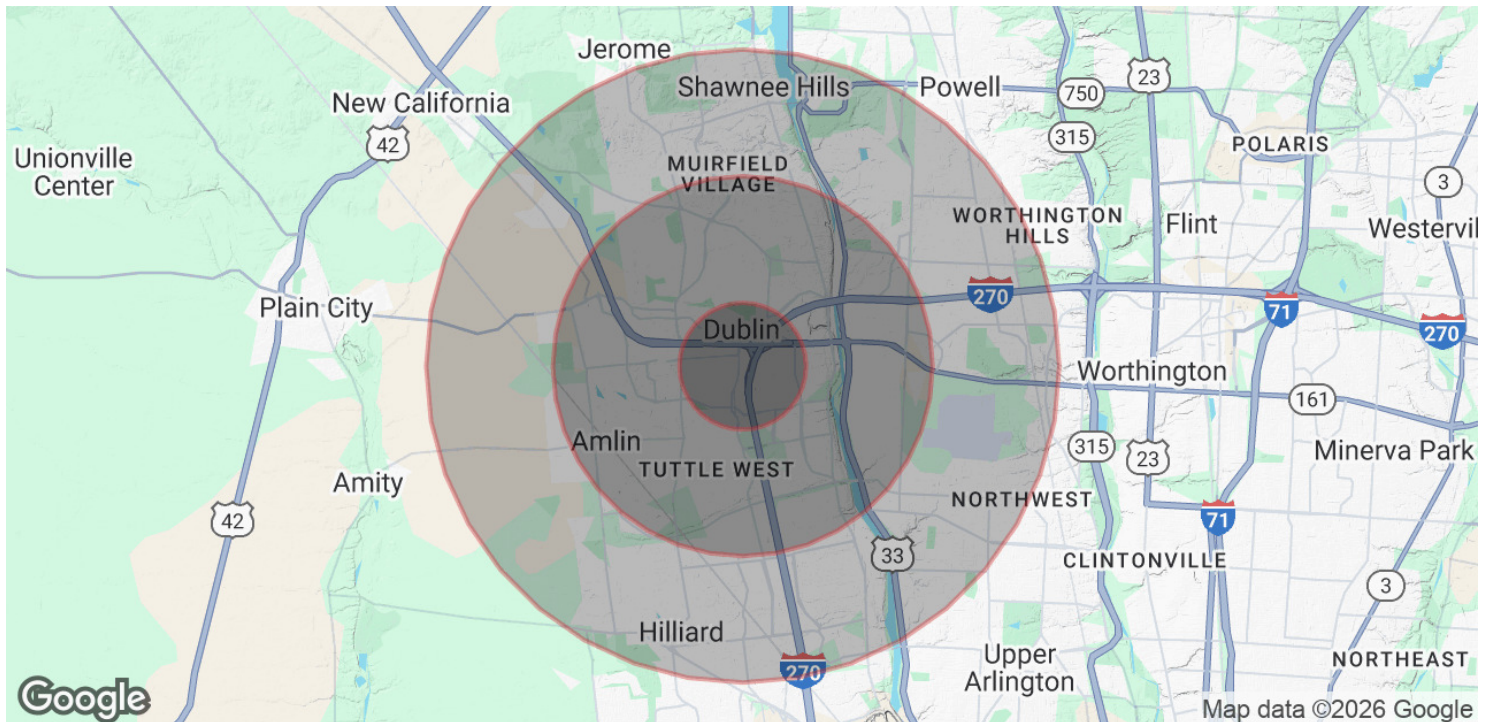 Jerome
Shawnee Hills
Powell
23
750
New California
315
42
POLARIS
Unionville
Center
MUIRFIELD
VILLAGE
3
WORTHINGTON
HILLS
Flint
Westervil
270
Plain City
71
Dublin
270
Worthington
161
Amlin
315
23
Minerva Park
TUTTLE WEST
Amity
NORTHWEST
42
71
33
CLINTONVILLE
3
Hilliard
Upper
Arlington
270
NORTHEAST
Google
Map data ©2026 Google